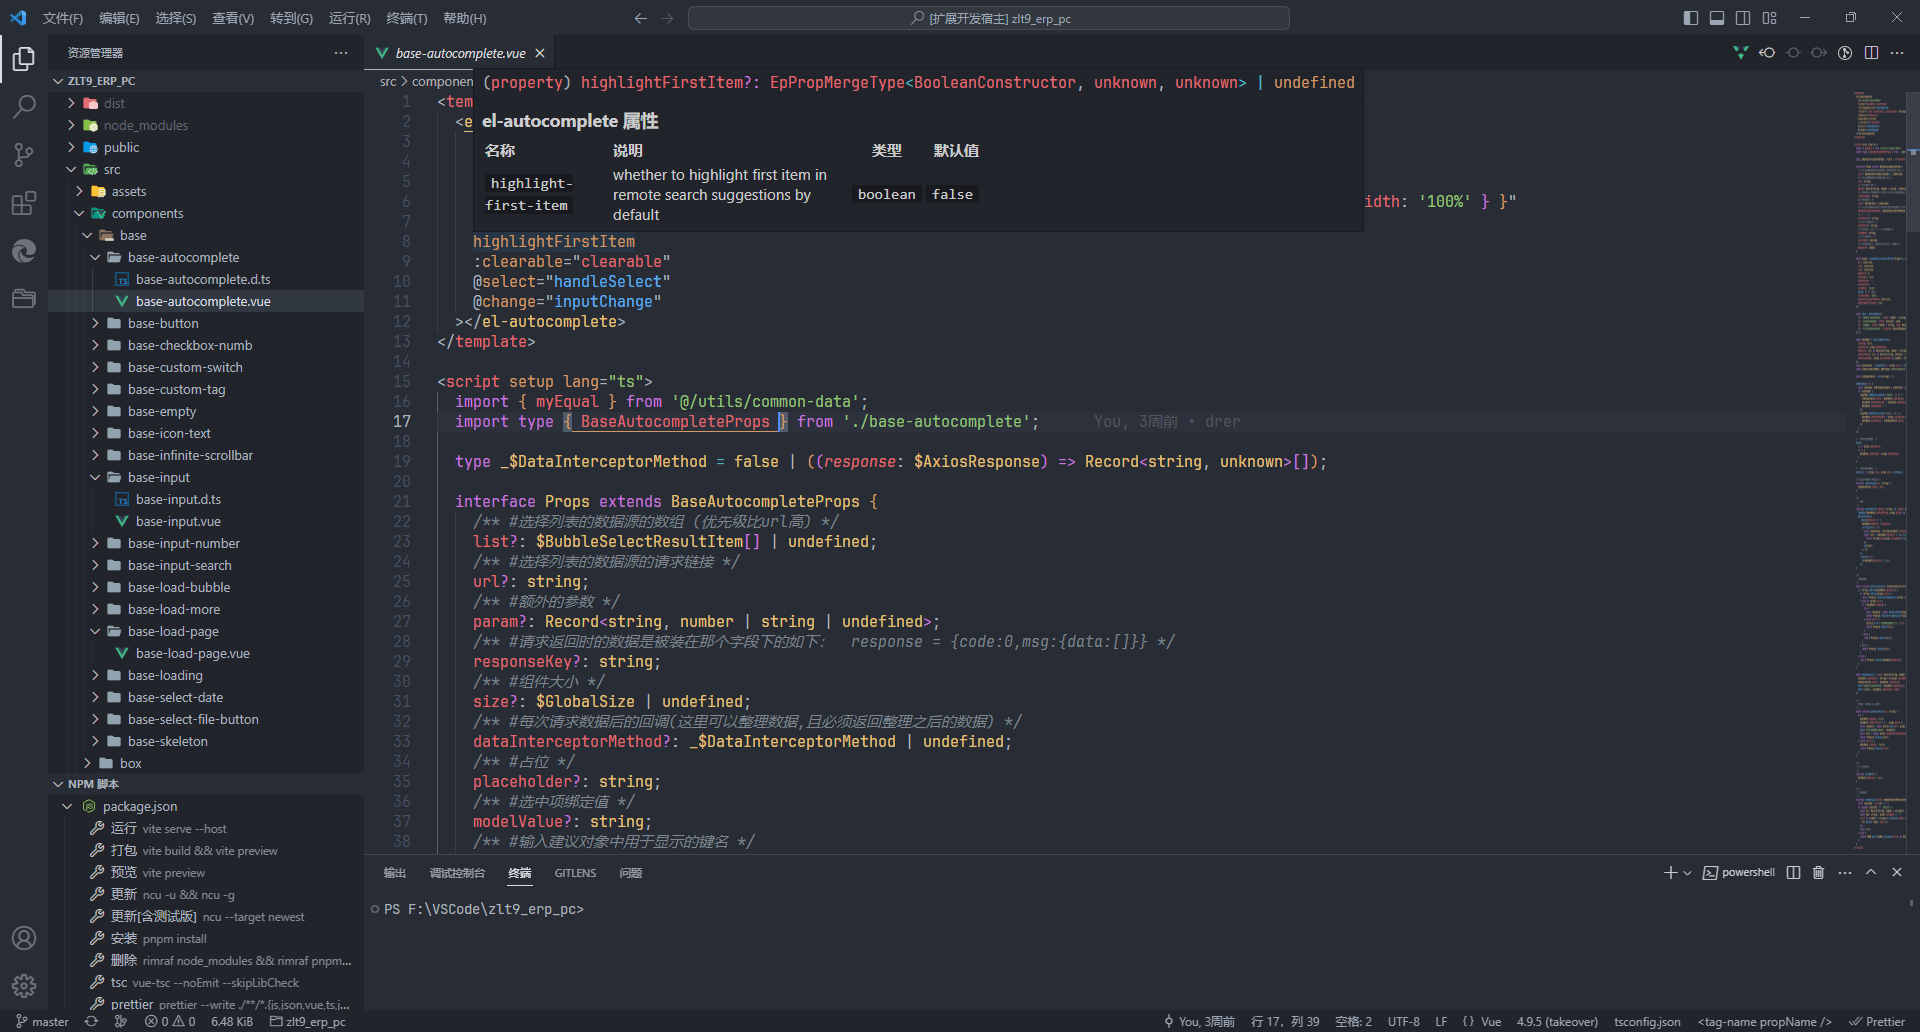 文件(F) 编辑(E) 选择(S) 查看(V) 转到(G) 运行(R) 终端(T) 帮助(H)
[扩展开发宿主] zlt9_erp_pc
资源管理器
ZLT9_ERP_PC
dist
node_modules
public
src
assets
components
base
base-autocomplete
base-autocomplete.d.ts
base-autocomplete.vue
base-button
base-checkbox-numb
base-custom-switch
base-custom-tag
base-empty
base-icon-text
base-infinite-scrollbar
base-input
base-input.d.ts
base-input.vue
base-input-number
base-input-search
base-load-bubble
base-load-more
base-load-page
base-load-page.vue
base-loading
base-select-date
base-select-file-button
base-skeleton
box
NPM 脚本
package.json
运行 vite serve --host
打包 vite build && vite preview
预览 vite preview
更新 ncu -u && ncu -g
更新[含测试版] ncu --target newest
安装 pnpm install
删除 rimraf node_modules && rimraf pnpm...
tsc vue-tsc --noEmit --skipLibCheck
prettier prettier --write ./**/*.{js,json,vue,ts,j...
base-autocomplete.vue
src > componen
(property) highlightFirstItem?: EpPropMergeType<BooleanConstructor, unknown, unknown> | undefined
el-autocomplete 属性
名称 说明 类型 默认值
highlight-first-item whether to highlight first item in remote search suggestions by default boolean false
1 <tem
2 <e
3
4
5
6 idth: '100%' } }"
7
8 highlightFirstItem
9 :clearable="clearable"
10 @select="handleSelect"
11 @change="inputChange"
12 ></el-autocomplete>
13 </template>
14
15 <script setup lang="ts">
16 import { myEqual } from '@/utils/common-data';
17 import type { BaseAutocompleteProps } from './base-autocomplete'; You, 3周前 • drer
18
19 type _$DataInterceptorMethod = false | ((response: $AxiosResponse) => Record<string, unknown>[]);
20
21 interface Props extends BaseAutocompleteProps {
22 /** #选择列表的数据源的数组 (优先级比url高) */
23 list?: $BubbleSelectResultItem[] | undefined;
24 /** #选择列表的数据源的请求链接 */
25 url?: string;
26 /** #额外的参数 */
27 param?: Record<string, number | string | undefined>;
28 /** #请求返回时的数据是被装在那个字段下的如下： response = {code:0,msg:{data:[]}} */
29 responseKey?: string;
30 /** #组件大小 */
31 size?: $GlobalSize | undefined;
32 /** #每次请求数据后的回调(这里可以整理数据,且必须返回整理之后的数据) */
33 dataInterceptorMethod?: _$DataInterceptorMethod | undefined;
34 /** #占位 */
35 placeholder?: string;
36 /** #选中项绑定值 */
37 modelValue?: string;
38 /** #输入建议对象中用于显示的键名 */
输出 调试控制台 终端 GITLENS 问题
powershell
PS F:\VSCode\zlt9_erp_pc>
master 0 0 6.48 KiB zlt9_erp_pc
You, 3周前 行 17，列 39 空格: 2 UTF-8 LF {} Vue 4.9.5 (takeover) tsconfig.json <tag-name propName /> Prettier